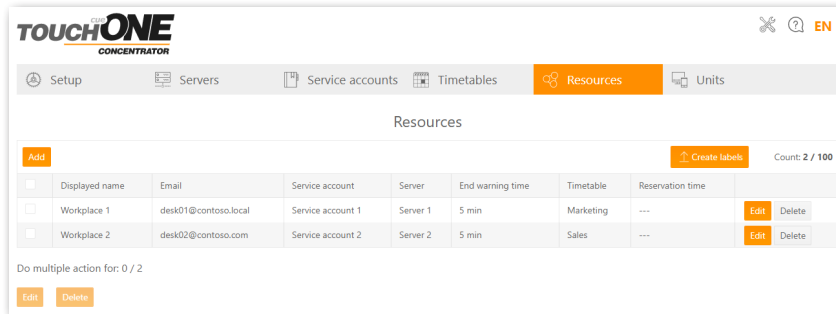 CUE
TOUCHONE
CONCENTRATOR
EN
Setup Servers Service accounts Timetables Resources Units
Resources
Add Create labels Count: 2 / 100
Displayed name Email Service account Server End warning time Timetable Reservation time
Workplace 1 desk01@contoso.local Service account 1 Server 1 5 min Marketing --- Edit Delete
Workplace 2 desk02@contoso.com Service account 2 Server 2 5 min Sales --- Edit Delete
Do multiple action for: 0 / 2
Edit Delete